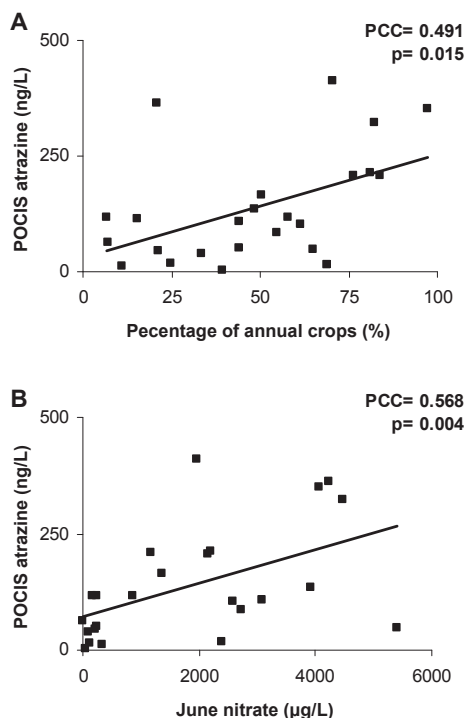 A
PCC= 0.491
p= 0.015
500
250
0
POCIS atrazine (ng/L)
0 25 50 75 100
Pecentage of annual crops (%)
B
PCC= 0.568
p= 0.004
500
250
0
POCIS atrazine (ng/L)
0 2000 4000 6000
June nitrate (µg/L)